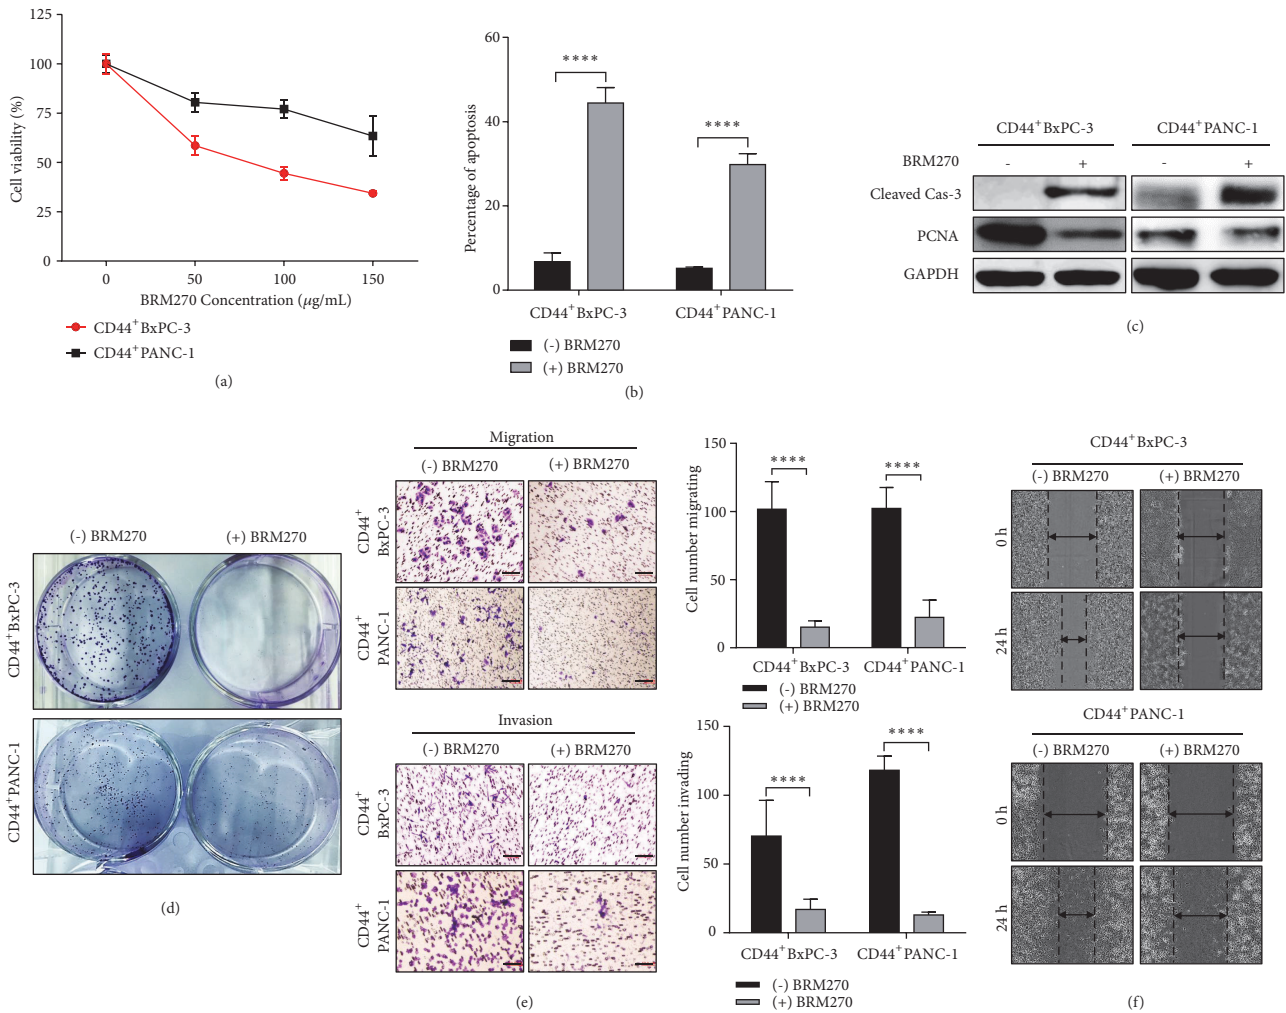 125
100
75
50
25
0
Cell viability (%)
0 50 100 150
BRM270 Concentration (μg/mL)
CD44⁺BxPC-3
CD44⁺PANC-1
(a)
60
40
20
0
Percentage of apoptosis
****
****
CD44⁺BxPC-3 CD44⁺PANC-1
(-) BRM270
(+) BRM270
(b)
CD44⁺BxPC-3 CD44⁺PANC-1
BRM270 - + - +
Cleaved Cas-3
PCNA
GAPDH
(c)
(-) BRM270 (+) BRM270
CD44⁺BxPC-3
CD44⁺PANC-1
(d)
Migration
(-) BRM270 (+) BRM270
CD44⁺
BxPC-3
CD44⁺
PANC-1
Invasion
(-) BRM270 (+) BRM270
CD44⁺
BxPC-3
CD44⁺
PANC-1
150
100
50
0
Cell number migrating
****
****
CD44⁺BxPC-3 CD44⁺PANC-1
(-) BRM270
(+) BRM270
150
100
50
0
Cell number invading
****
****
CD44⁺BxPC-3 CD44⁺PANC-1
(-) BRM270
(+) BRM270
(e)
CD44⁺BxPC-3
(-) BRM270 (+) BRM270
0 h
24 h
CD44⁺PANC-1
(-) BRM270 (+) BRM270
0 h
24 h
(f)